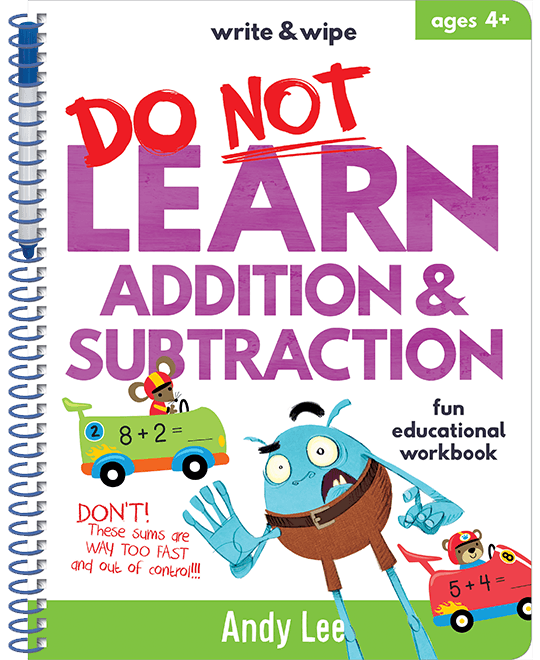 write & wipe
ages 4+
DO NOT
LEARN
ADDITION &
SUBTRACTION
fun
educational
workbook
2
8+2=
DON'T!
These sums are
WAY TOO FAST
and out of control!!!
8
5+4=
Andy Lee